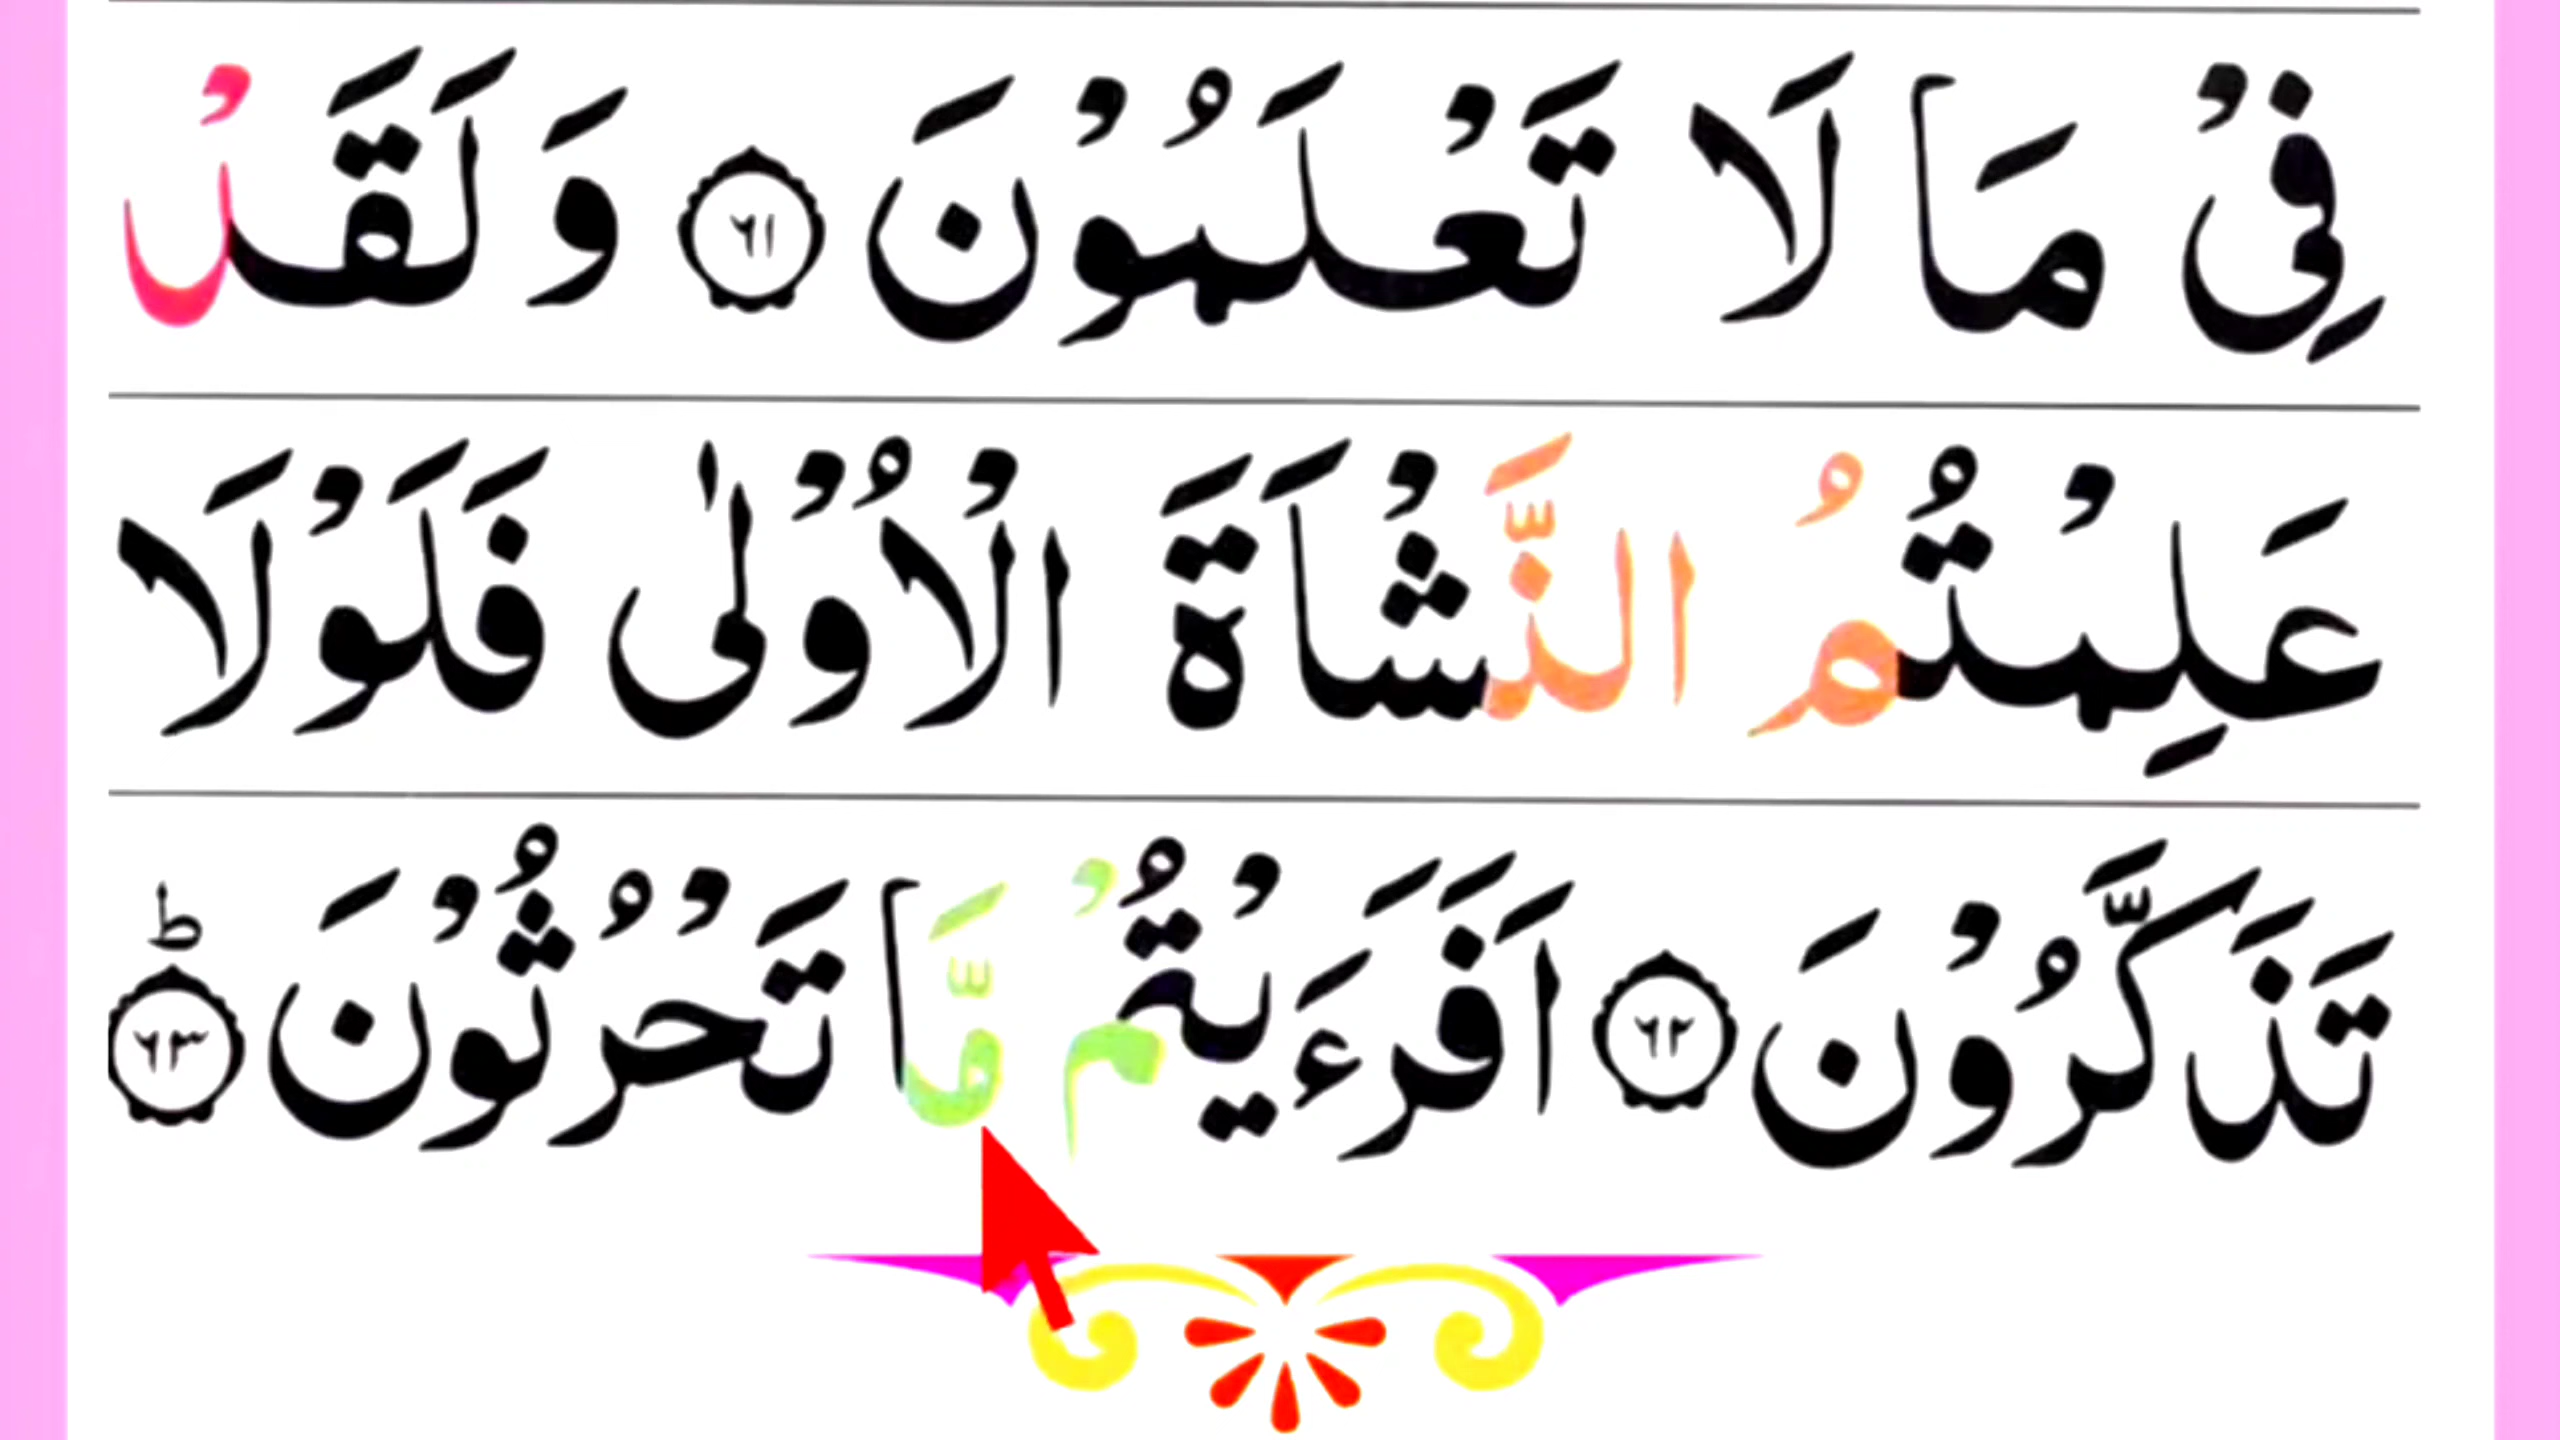 فِىْ مَا لَا تَعْلَمُوْنَ ۝٦١ وَ لَقَدْ
عَلِمْتُمُ النَّشْاَةَ الْاُوْلٰى فَلَوْلَا
تَذَكَّرُوْنَ ۝٦٢ اَفَرَءَيْتُمْ مَّا تَحْرُثُوْنَ ؕ۝٦٣